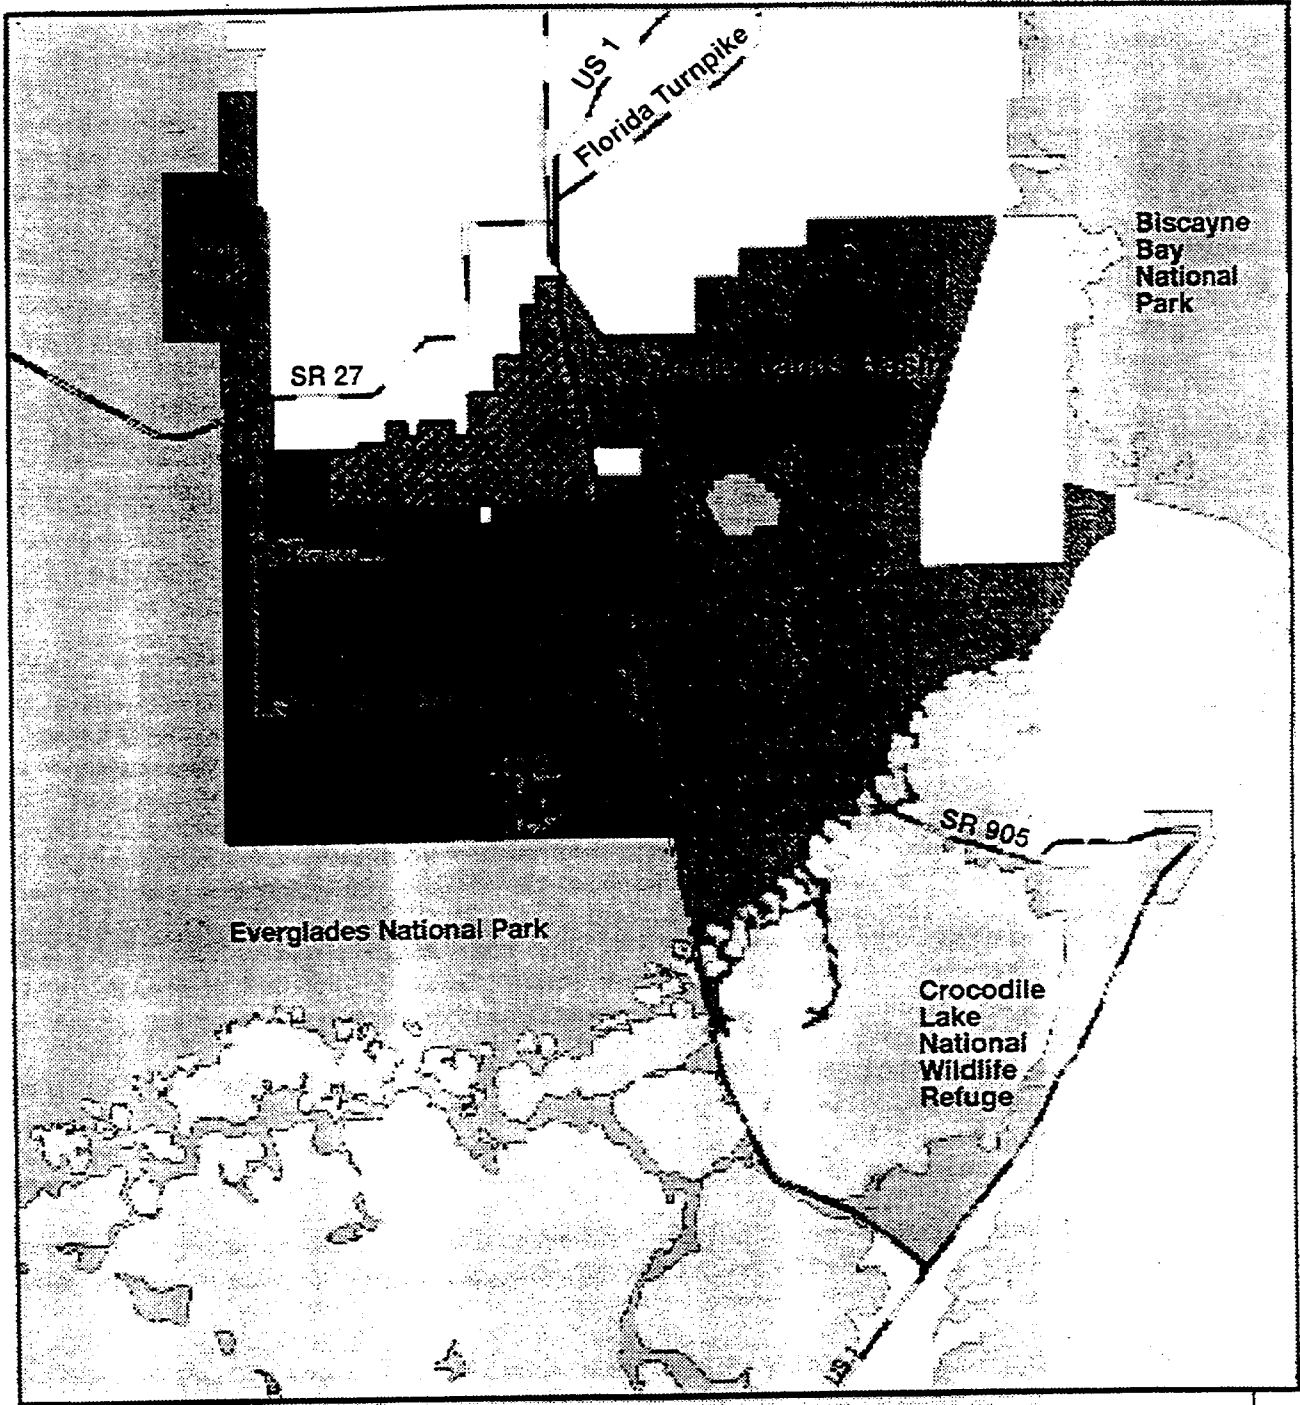 US 1
Florida Turnpike
Biscayne
Bay
National
Park
SR 27
SR 905
Everglades National Park
Crocodile
Lake
National
Wildlife
Refuge
US 1